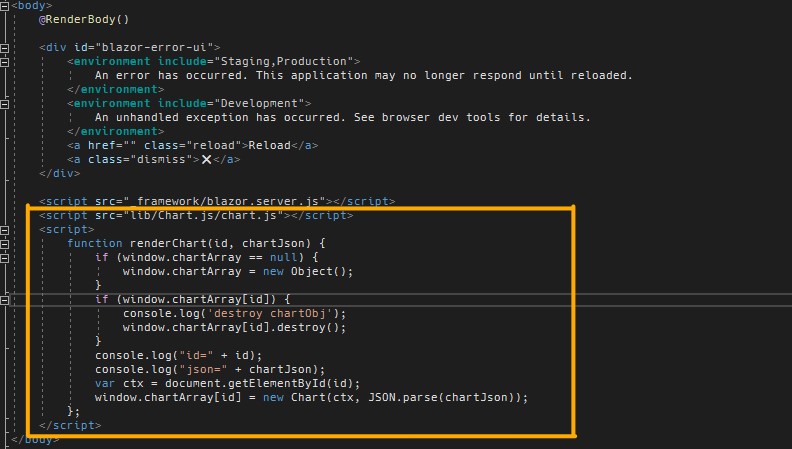 <body>
    @RenderBody()

    <div id="blazor-error-ui">
        <environment include="Staging,Production">
            An error has occurred. This application may no longer respond until reloaded.
        </environment>
        <environment include="Development">
            An unhandled exception has occurred. See browser dev tools for details.
        </environment>
        <a href="" class="reload">Reload</a>
        <a class="dismiss">🗙</a>
    </div>

    <script src="_framework/blazor.server.js"></script>
    <script src="lib/Chart.js/chart.js"></script>
    <script>
        function renderChart(id, chartJson) {
            if (window.chartArray == null) {
                window.chartArray = new Object();
            }
            if (window.chartArray[id]) {
                console.log('destroy chartObj');
                window.chartArray[id].destroy();
            }
            console.log("id=" + id);
            console.log("json=" + chartJson);
            var ctx = document.getElementById(id);
            window.chartArray[id] = new Chart(ctx, JSON.parse(chartJson));
        };
    </script>
</body>